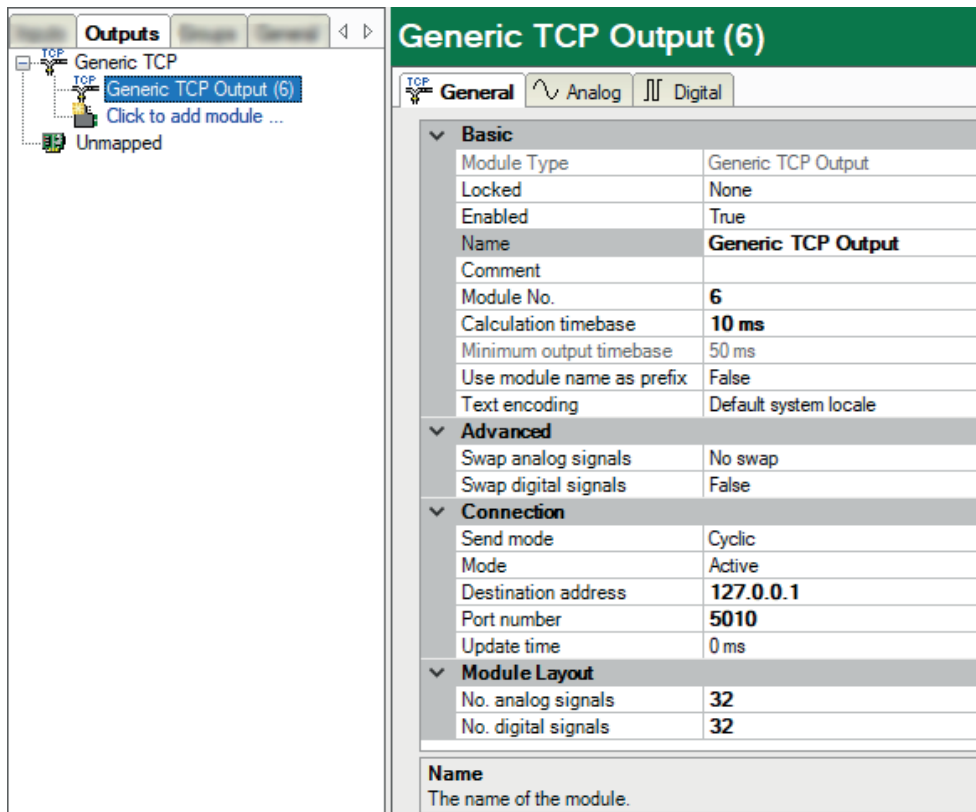 Outputs
TCP Generic TCP
TCP Generic TCP Output (6)
Click to add module ...
Unmapped
Generic TCP Output (6)
TCP General Analog Digital
Basic
Module Type Generic TCP Output
Locked None
Enabled True
Name Generic TCP Output
Comment
Module No. 6
Calculation timebase 10 ms
Minimum output timebase 50 ms
Use module name as prefix False
Text encoding Default system locale
Advanced
Swap analog signals No swap
Swap digital signals False
Connection
Send mode Cyclic
Mode Active
Destination address 127.0.0.1
Port number 5010
Update time 0 ms
Module Layout
No. analog signals 32
No. digital signals 32
Name
The name of the module.